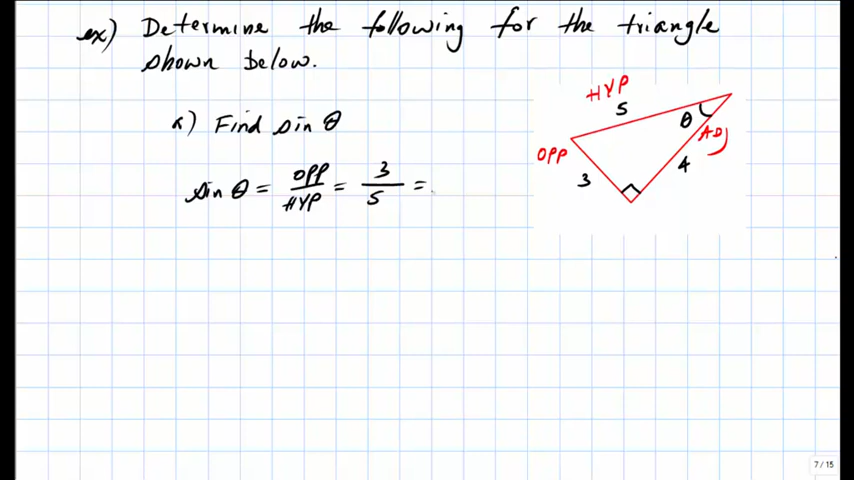 ex) Determine the following for the triangle
shown below.
HYP
5
a) Find sin θ
θ
ADJ
OPP
3
4
sin θ = OPP/HYP = 3/5 =
7 / 15